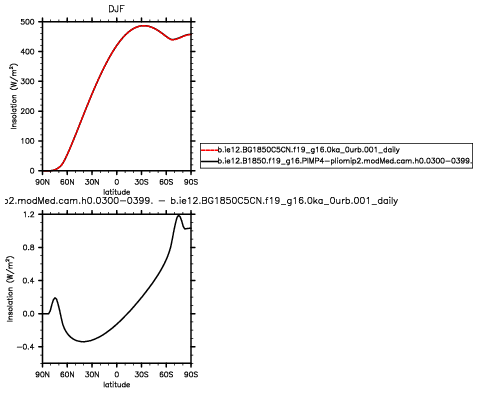 DJF
500
400
300
200
100
0
Insolation (W/m²)
90N 60N 30N 0 30S 60S 90S
latitude
b.ie12.BG1850C5CN.f19_g16.0ka_0urb.001_daily
b.ie12.B1850.f19_g16.PIMP4-pliomip2.modMed.cam.h0.0300-0399.
p2.modMed.cam.h0.0300-0399. - b.ie12.BG1850C5CN.f19_g16.0ka_0urb.001_daily
1.2
0.8
0.4
0.0
-0.4
Insolation (W/m²)
90N 60N 30N 0 30S 60S 90S
latitude